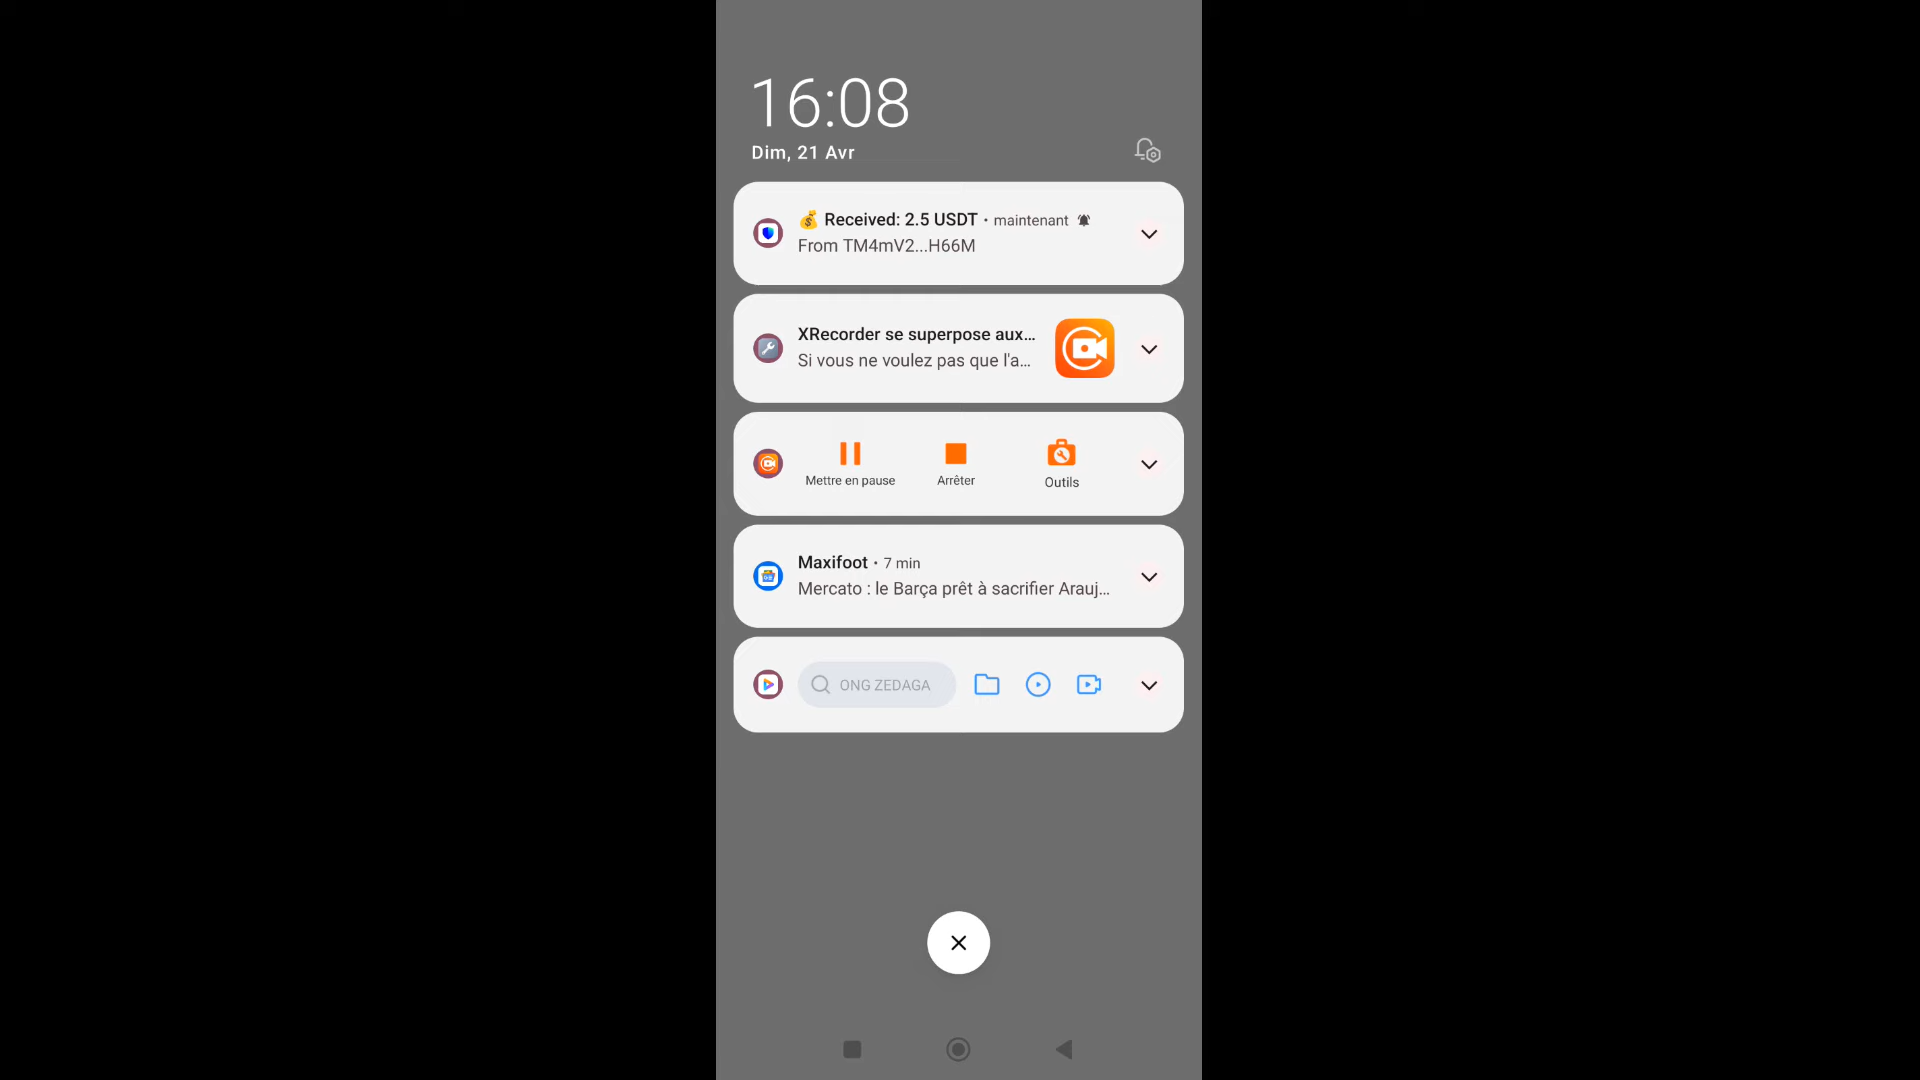 16:08
Dim, 21 Avr
💰 Received: 2.5 USDT • maintenant
From TM4mV2...H66M
XRecorder se superpose aux...
Si vous ne voulez pas que l'a...
Mettre en pause
Arrêter
Outils
Maxifoot • 7 min
Mercato : le Barça prêt à sacrifier Arauj...
ONG ZEDAGA